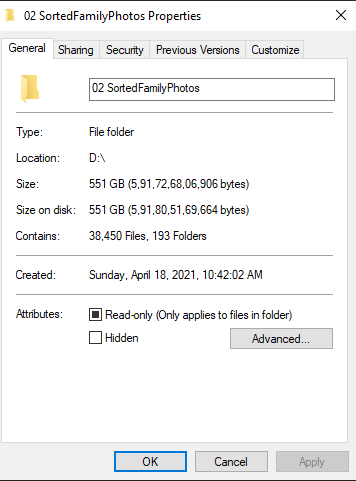 02 SortedFamilyPhotos Properties
General Sharing Security Previous Versions Customize
02 SortedFamilyPhotos
Type: File folder
Location: D:\
Size: 551 GB (5,91,72,68,06,906 bytes)
Size on disk: 551 GB (5,91,80,51,69,664 bytes)
Contains: 38,450 Files, 193 Folders
Created: Sunday, April 18, 2021, 10:42:02 AM
Attributes: Read-only (Only applies to files in folder)
Hidden Advanced...
OK Cancel Apply